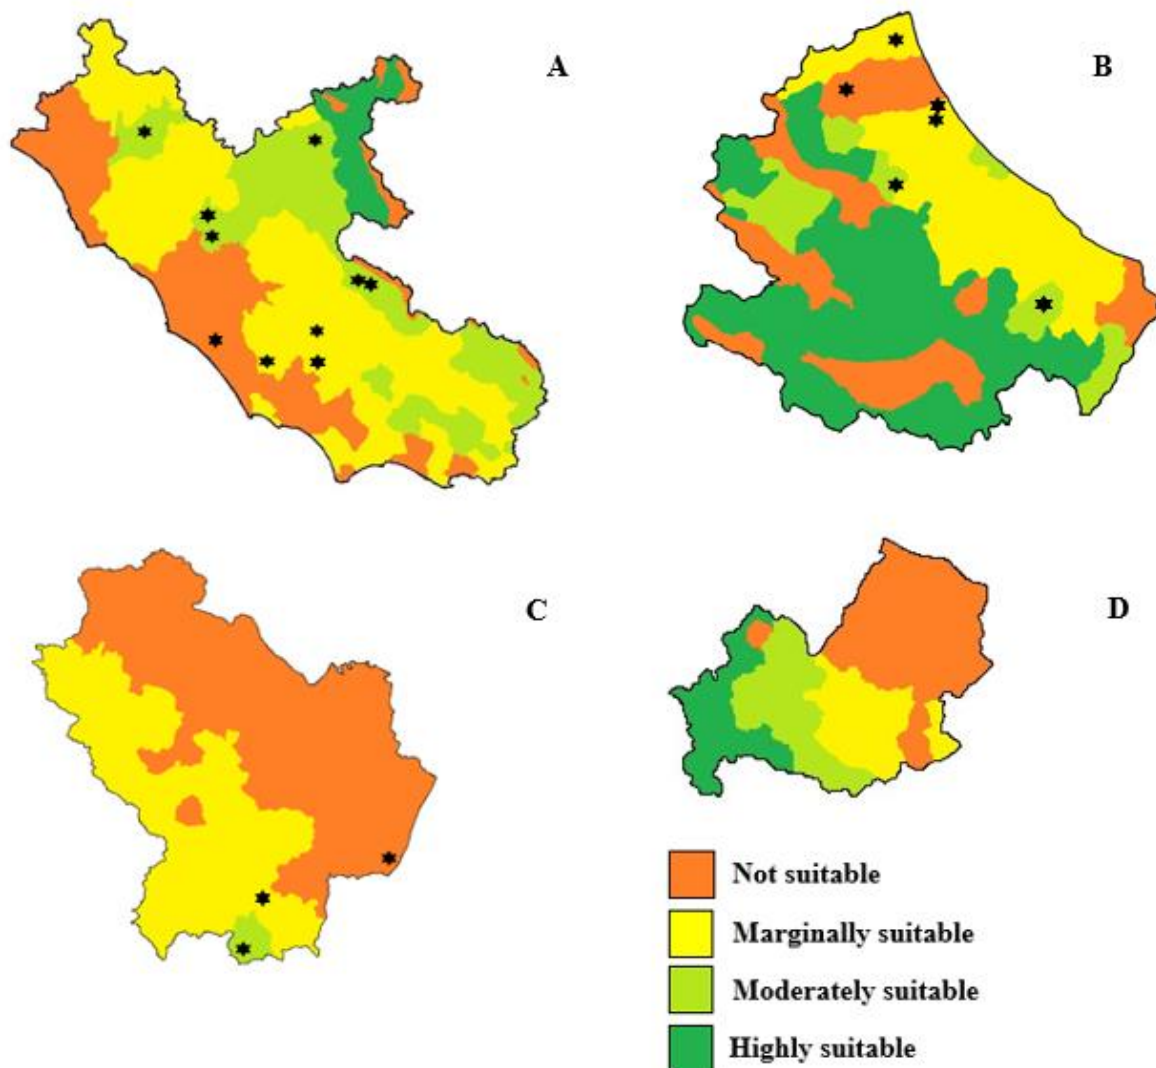 A
B
C
D
Not suitable
Marginally suitable
Moderately suitable
Highly suitable